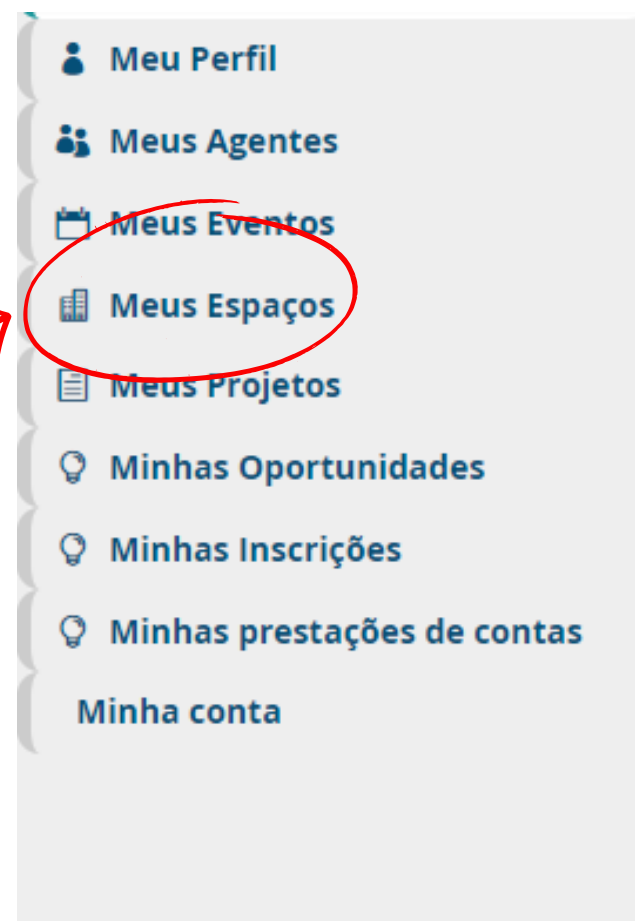 Meu Perfil
Meus Agentes
Meus Eventos
Meus Espaços
Meus Projetos
Minhas Oportunidades
Minhas Inscrições
Minhas prestações de contas
Minha conta